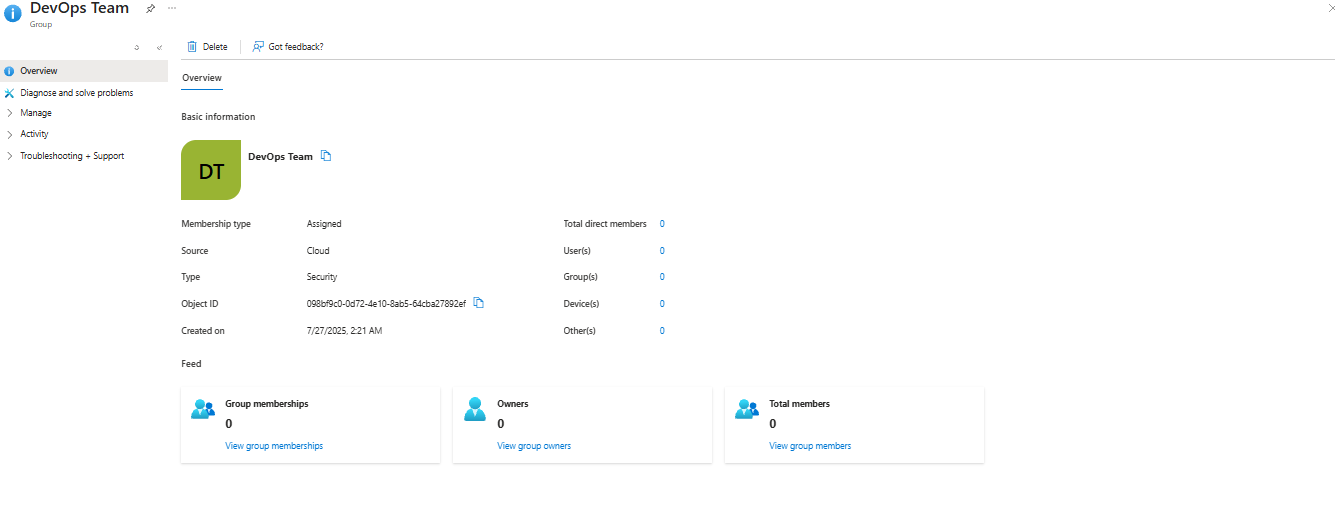 DevOps Team
Group
Delete
Got feedback?
Overview
Diagnose and solve problems
Manage
Activity
Troubleshooting + Support
Overview
Basic information
DT
DevOps Team
Membership type Assigned Total direct members 0
Source Cloud User(s) 0
Type Security Group(s) 0
Object ID 098bf9c0-0d72-4e10-8ab5-64cba27892ef Device(s) 0
Created on 7/27/2025, 2:21 AM Other(s) 0
Feed
Group memberships
0
View group memberships
Owners
0
View group owners
Total members
0
View group members